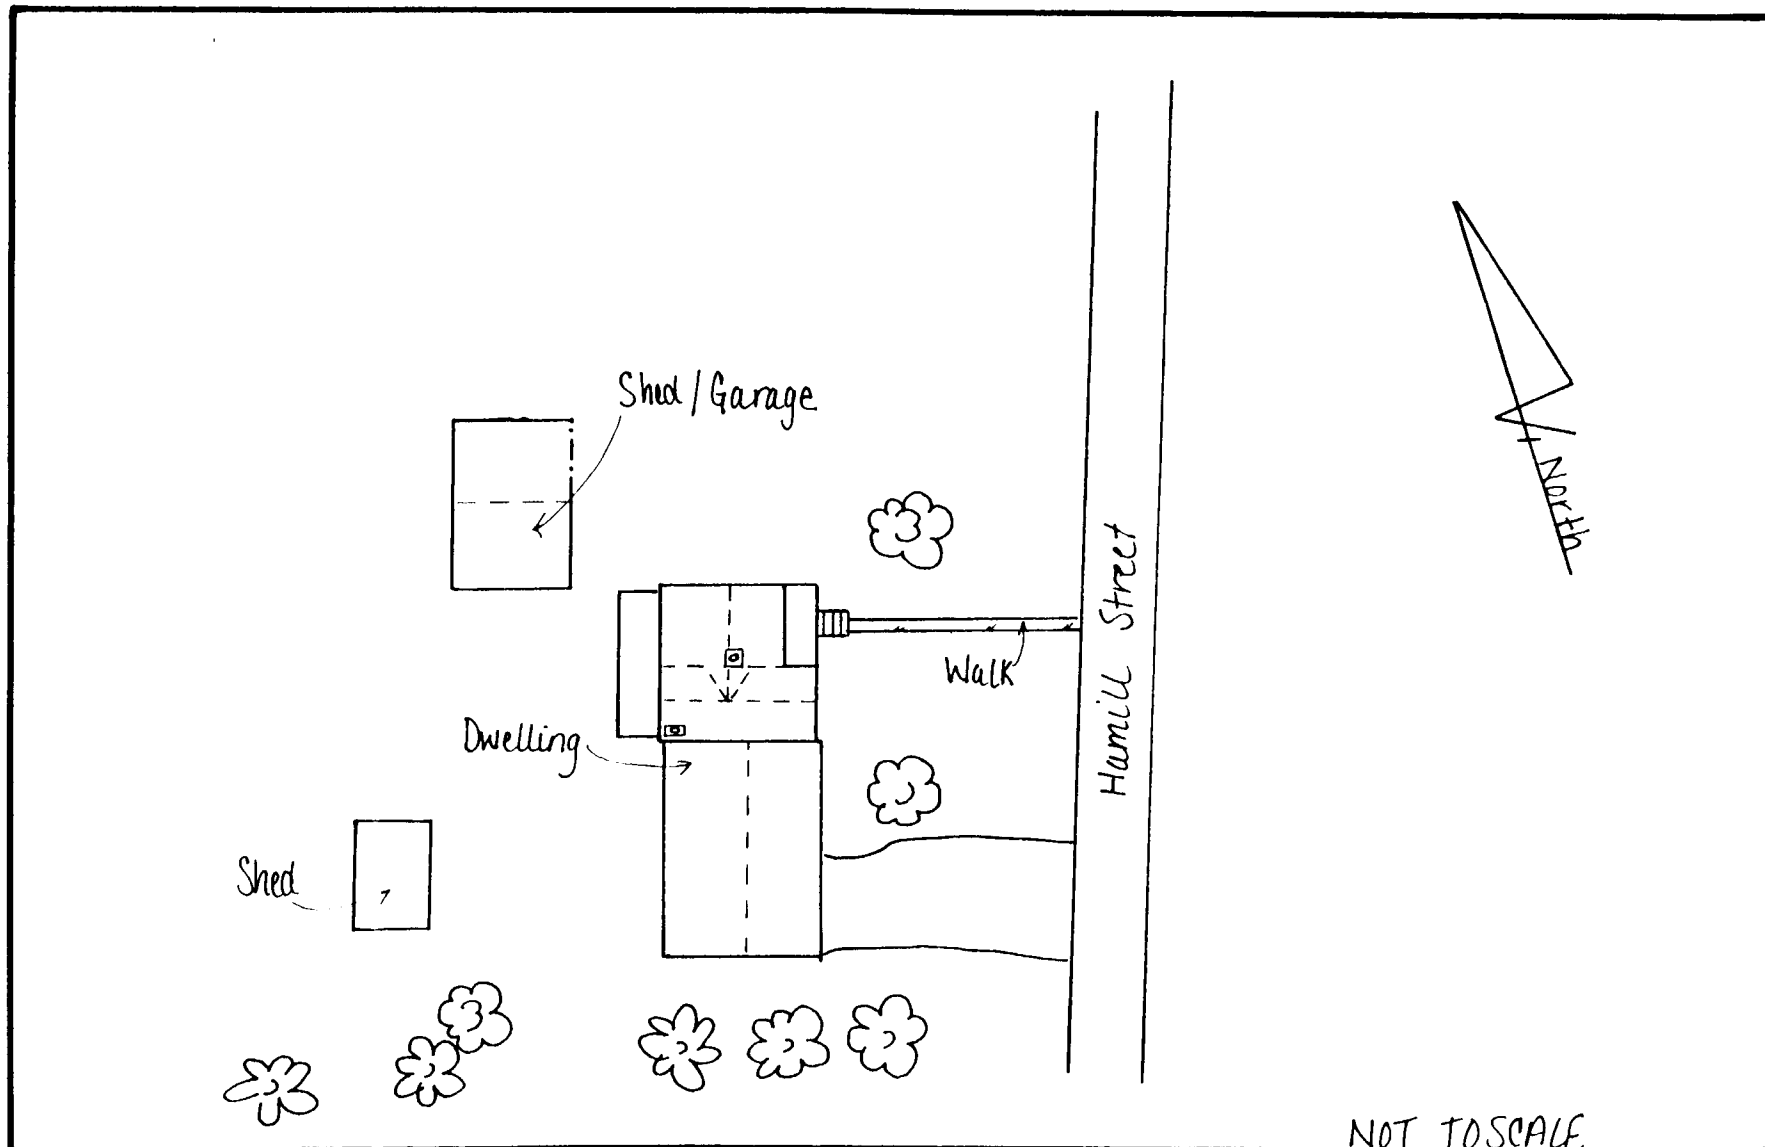 Shed / Garage
North
Hamill Street
Walk
Dwelling
Shed
NOT TO SCALE